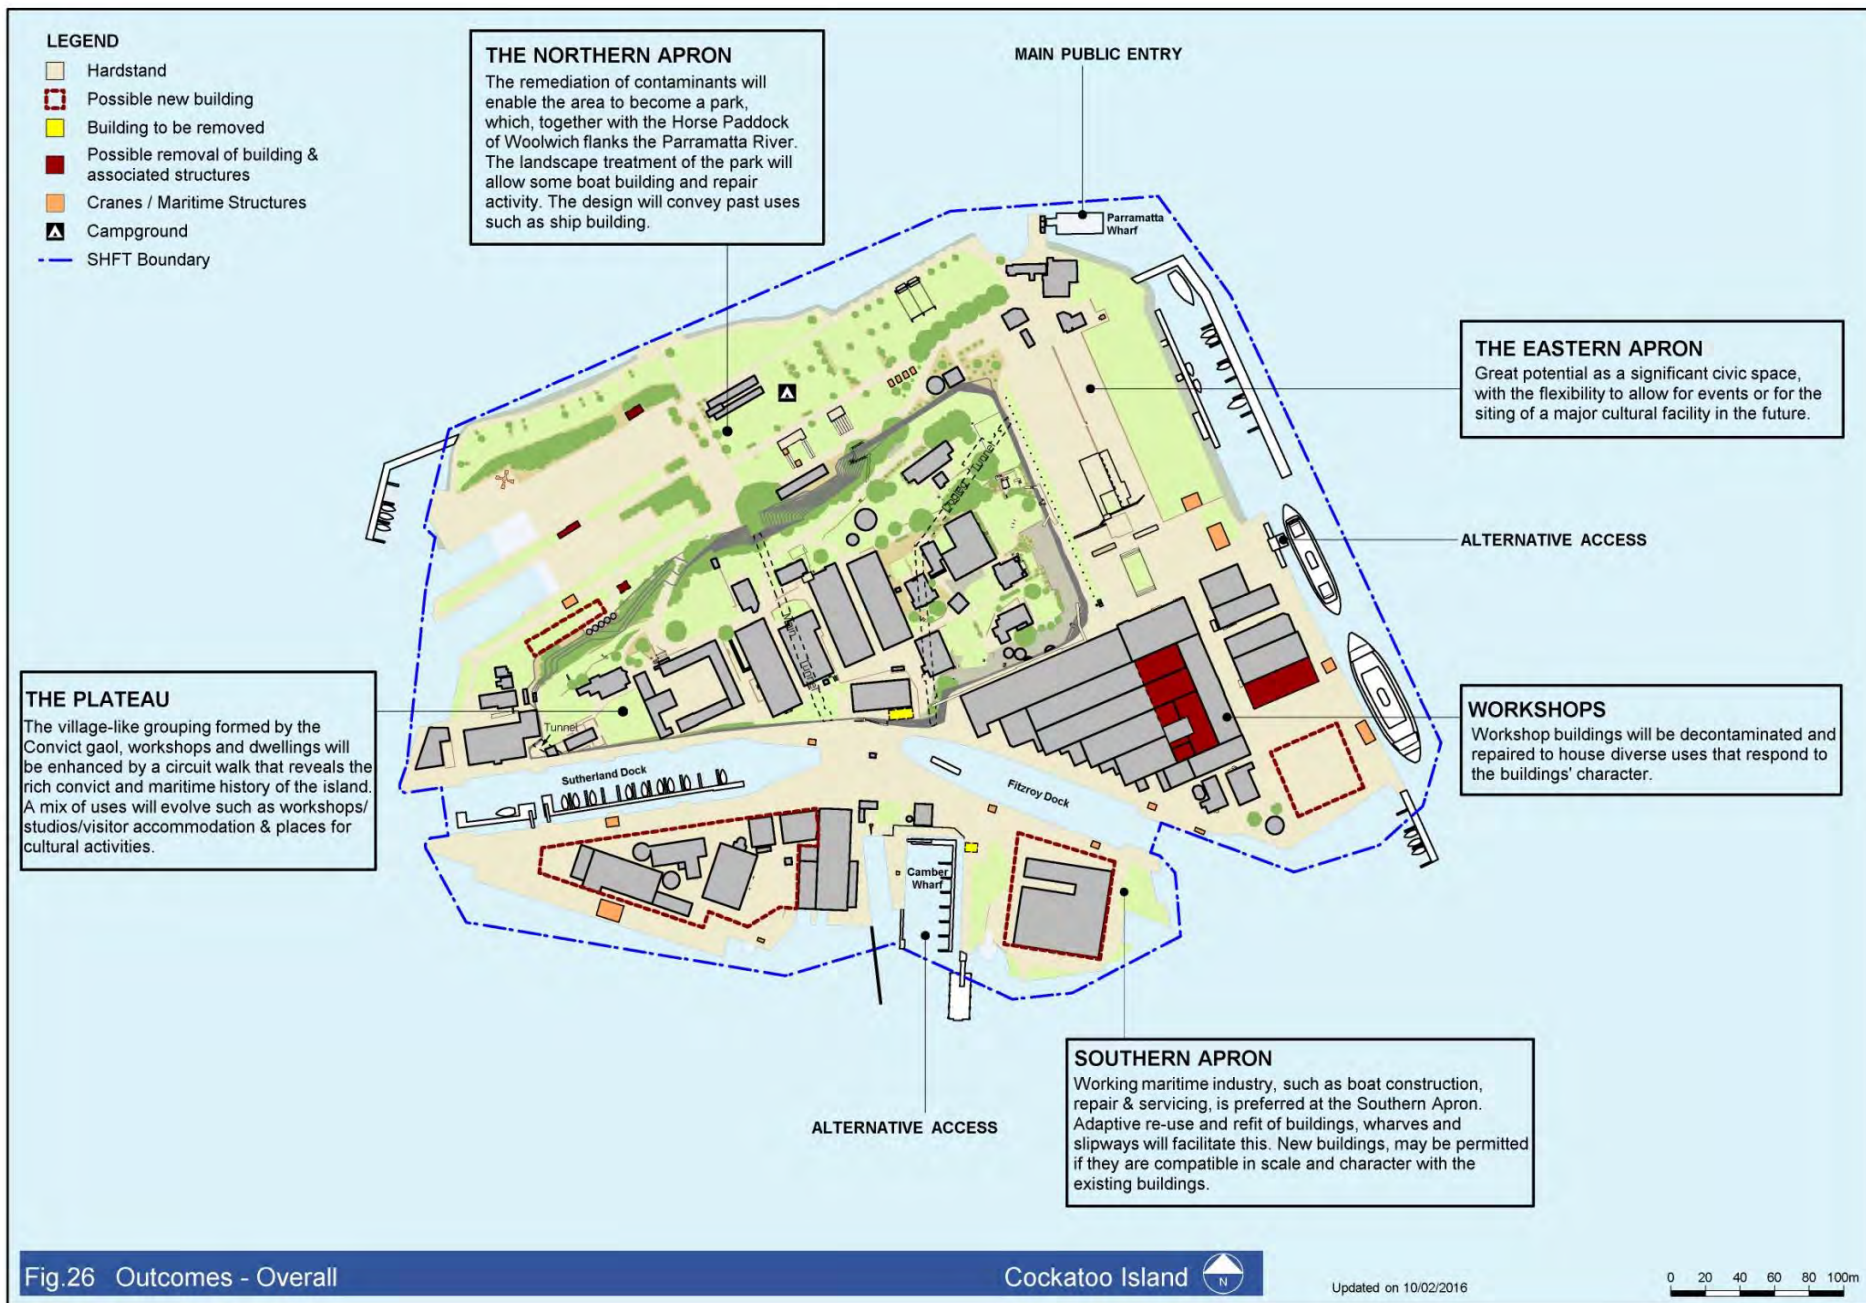 LEGEND
Hardstand
Possible new building
Building to be removed
Possible removal of building &
associated structures
Cranes / Maritime Structures
Campground
SHFT Boundary
THE NORTHERN APRON
The remediation of contaminants will
enable the area to become a park,
which, together with the Horse Paddock
of Woolwich flanks the Parramatta River.
The landscape treatment of the park will
allow some boat building and repair
activity. The design will convey past uses
such as ship building.
MAIN PUBLIC ENTRY
Parramatta
Wharf
THE EASTERN APRON
Great potential as a significant civic space,
with the flexibility to allow for events or for the
siting of a major cultural facility in the future.
ALTERNATIVE ACCESS
Dogleg Tunnel
Main Tunnel
THE PLATEAU
The village-like grouping formed by the
Convict gaol, workshops and dwellings will
be enhanced by a circuit walk that reveals the
rich convict and maritime history of the island.
A mix of uses will evolve such as workshops/
studios/visitor accommodation & places for
cultural activities.
Tunnel
Sutherland Dock
Fitzroy Dock
WORKSHOPS
Workshop buildings will be decontaminated and
repaired to house diverse uses that respond to
the buildings' character.
Camber
Wharf
ALTERNATIVE ACCESS
SOUTHERN APRON
Working maritime industry, such as boat construction,
repair & servicing, is preferred at the Southern Apron.
Adaptive re-use and refit of buildings, wharves and
slipways will facilitate this. New buildings, may be permitted
if they are compatible in scale and character with the
existing buildings.
Fig.26 Outcomes - Overall
Cockatoo Island
N
Updated on 10/02/2016
0 20 40 60 80 100m